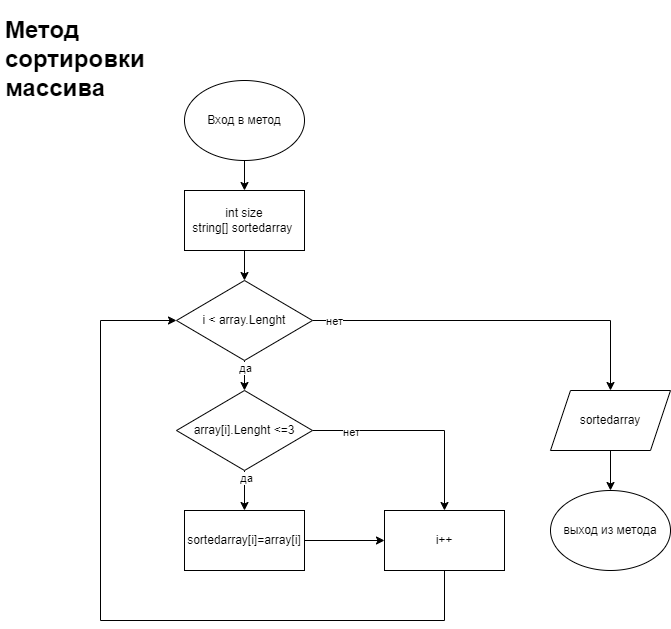 Метод
сортировки
массива
Вход в метод
int size
string[] sortedarray
i < array.Lenght
нет
да
array[i].Lenght <=3
нет
да
sortedarray
sortedarray[i]=array[i]
i++
выход из метода